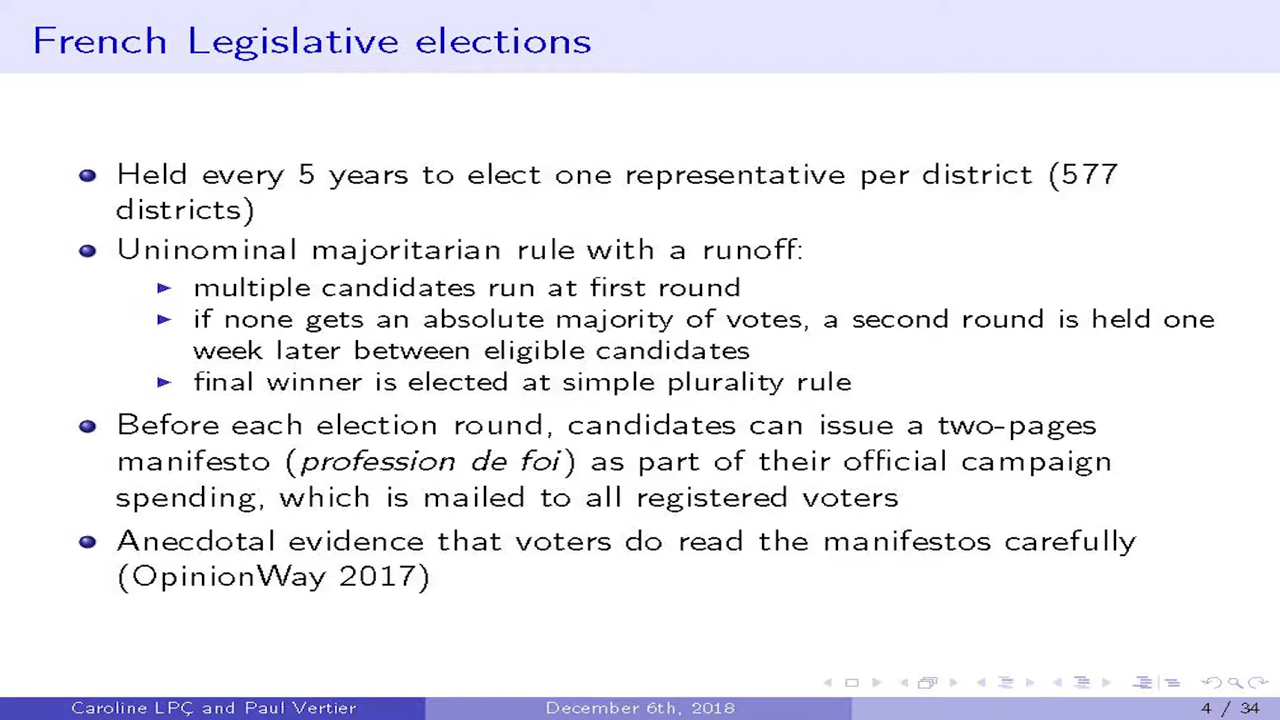 French Legislative elections
Held every 5 years to elect one representative per district (577
districts)
Uninominal majoritarian rule with a runoff:
multiple candidates run at first round
if none gets an absolute majority of votes, a second round is held one
week later between eligible candidates
final winner is elected at simple plurality rule
Before each election round, candidates can issue a two-pages
manifesto (profession de foi) as part of their official campaign
spending, which is mailed to all registered voters
Anecdotal evidence that voters do read the manifestos carefully
(OpinionWay 2017)
Caroline LPÇ and Paul Vertier
December 6th, 2018
4 / 34